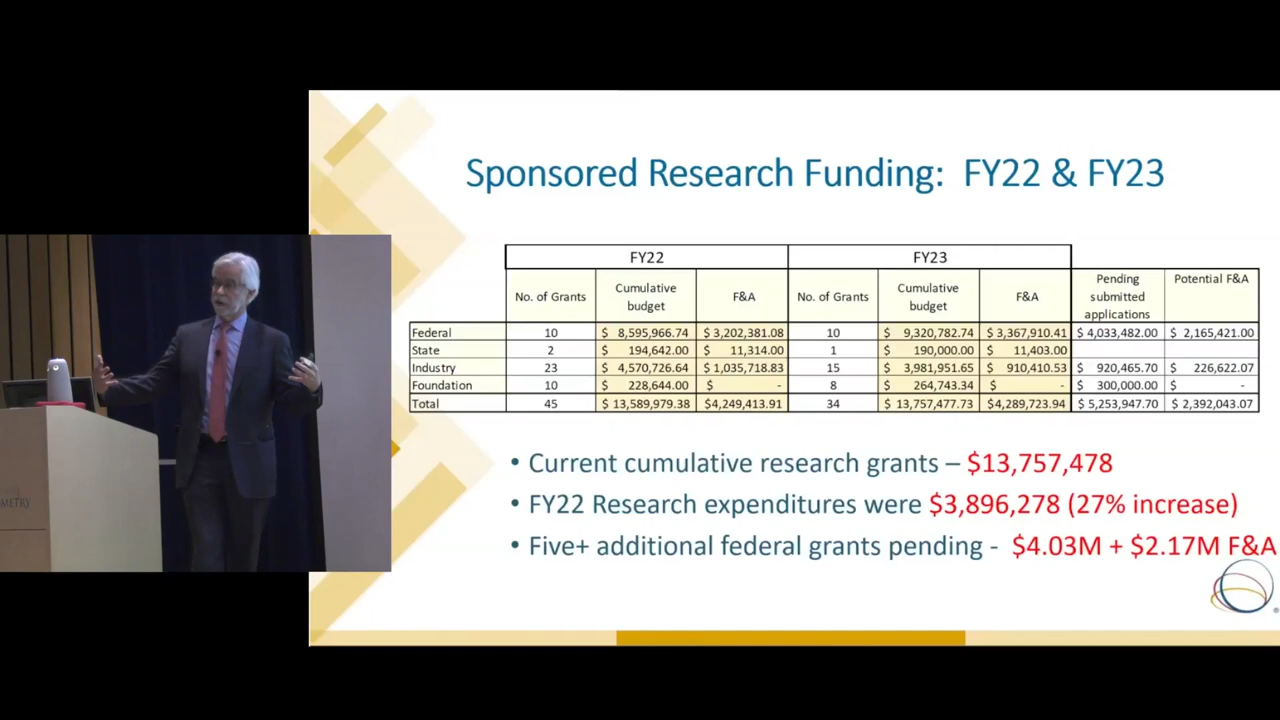 Sponsored Research Funding: FY22 & FY23
FY22 FY23
No. of Grants Cumulative budget F&A No. of Grants Cumulative budget F&A Pending submitted applications Potential F&A
Federal 10 $ 8,595,966.74 $ 3,202,381.08 10 $ 9,320,782.74 $ 3,367,910.41 $ 4,033,482.00 $ 2,165,421.00
State 2 $ 194,642.00 $ 11,314.00 1 $ 190,000.00 $ 11,403.00
Industry 23 $ 4,570,726.64 $ 1,035,718.83 15 $ 3,981,951.65 $ 910,410.53 $ 920,465.70 $ 226,622.07
Foundation 10 $ 228,644.00 $ - 8 $ 264,743.34 $ - $ 300,000.00 $ -
Total 45 $ 13,589,979.38 $4,249,413.91 34 $ 13,757,477.73 $4,289,723.94 $ 5,253,947.70 $ 2,392,043.07
• Current cumulative research grants – $13,757,478
• FY22 Research expenditures were $3,896,278 (27% increase)
• Five+ additional federal grants pending - $4.03M + $2.17M F&A
®
OMETRY